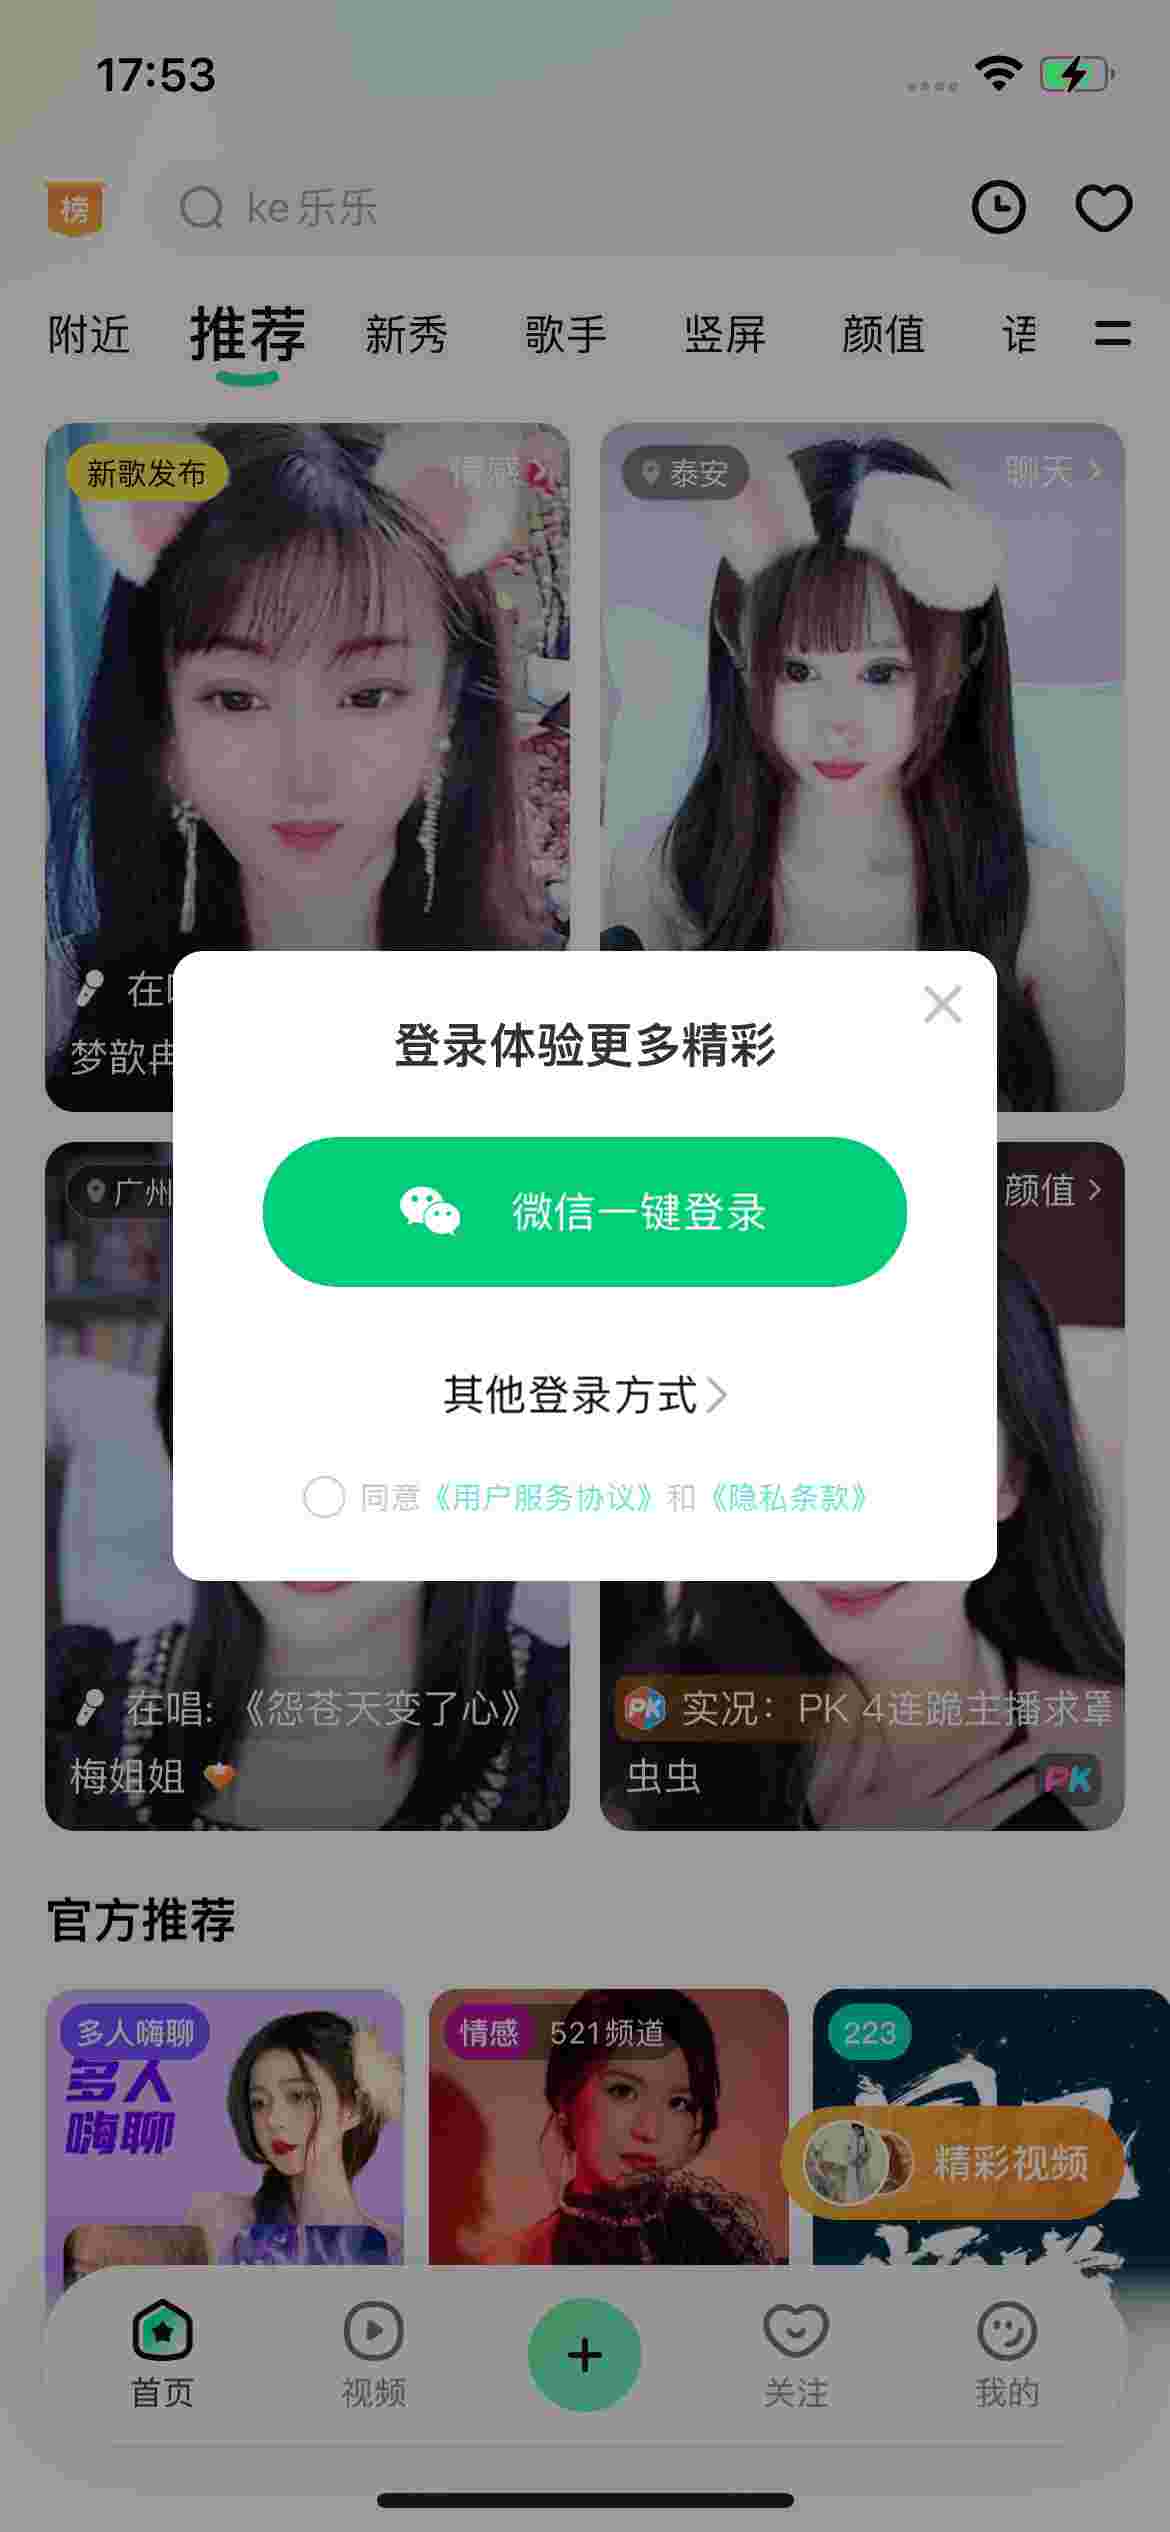 17:53
榜
ke乐乐
附近 推荐 新秀 歌手 竖屏 颜值 语
新歌发布
情感
泰安
聊天
在
梦歆冉
登录体验更多精彩
微信一键登录
其他登录方式
同意《用户服务协议》和《隐私条款》
广州
颜值
在唱:《怨苍天变了心》
梅姐姐
PK 实况：PK 4连跪主播求罩
虫虫
PK
官方推荐
多人嗨聊
多人
嗨聊
情感 521频道
223
精彩视频
首页 视频 关注 我的